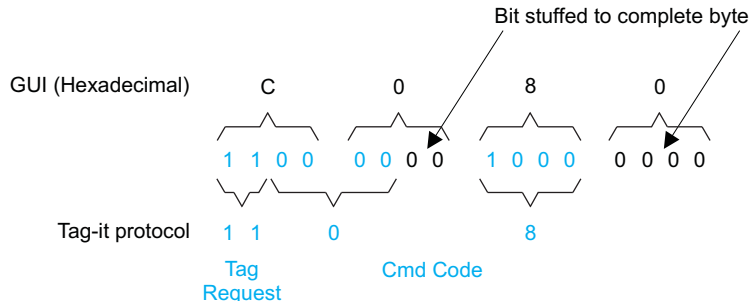 Bit stuffed to complete byte
GUI (Hexadecimal) C 0 8 0
1 1 0 0 0 0 0 0 1 0 0 0 0 0 0 0
Tag-it protocol 1 1 0 8
Tag Cmd Code
Request